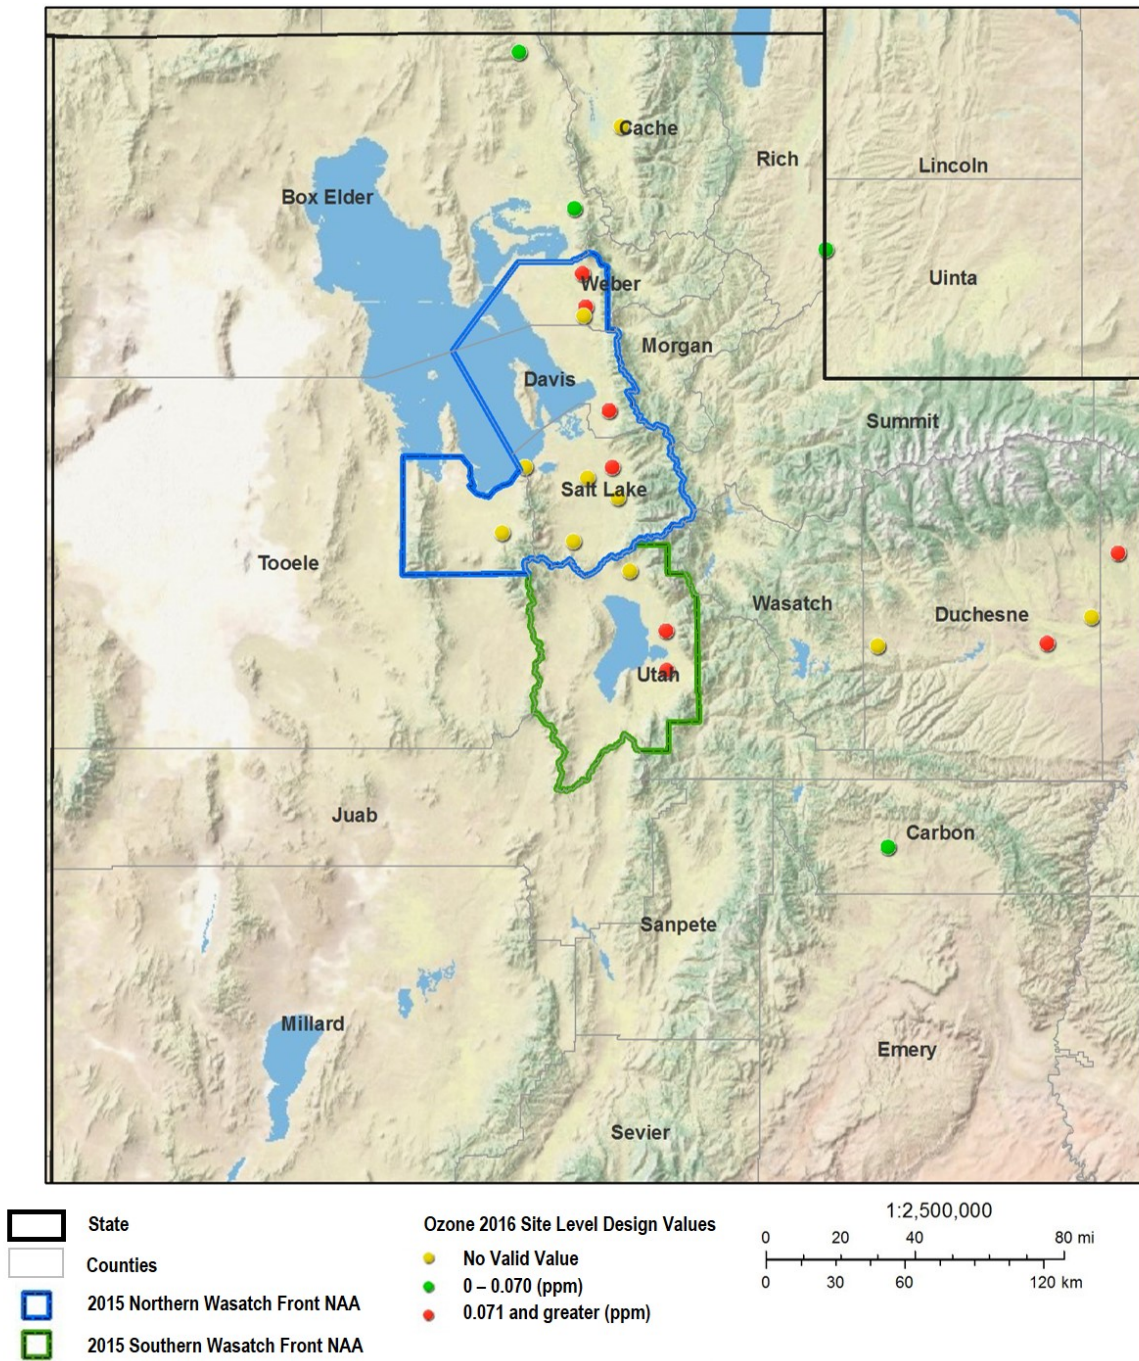 Cache
Rich
Lincoln
Box Elder
Uinta
Weber
Morgan
Davis
Summit
Salt Lake
Tooele
Wasatch
Duchesne
Utah
Juab
Carbon
Sanpete
Millard
Emery
Sevier
State
Counties
2015 Northern Wasatch Front NAA
2015 Southern Wasatch Front NAA
Ozone 2016 Site Level Design Values
No Valid Value
0 – 0.070 (ppm)
0.071 and greater (ppm)
1:2,500,000
0 20 40 80 mi
0 30 60 120 km